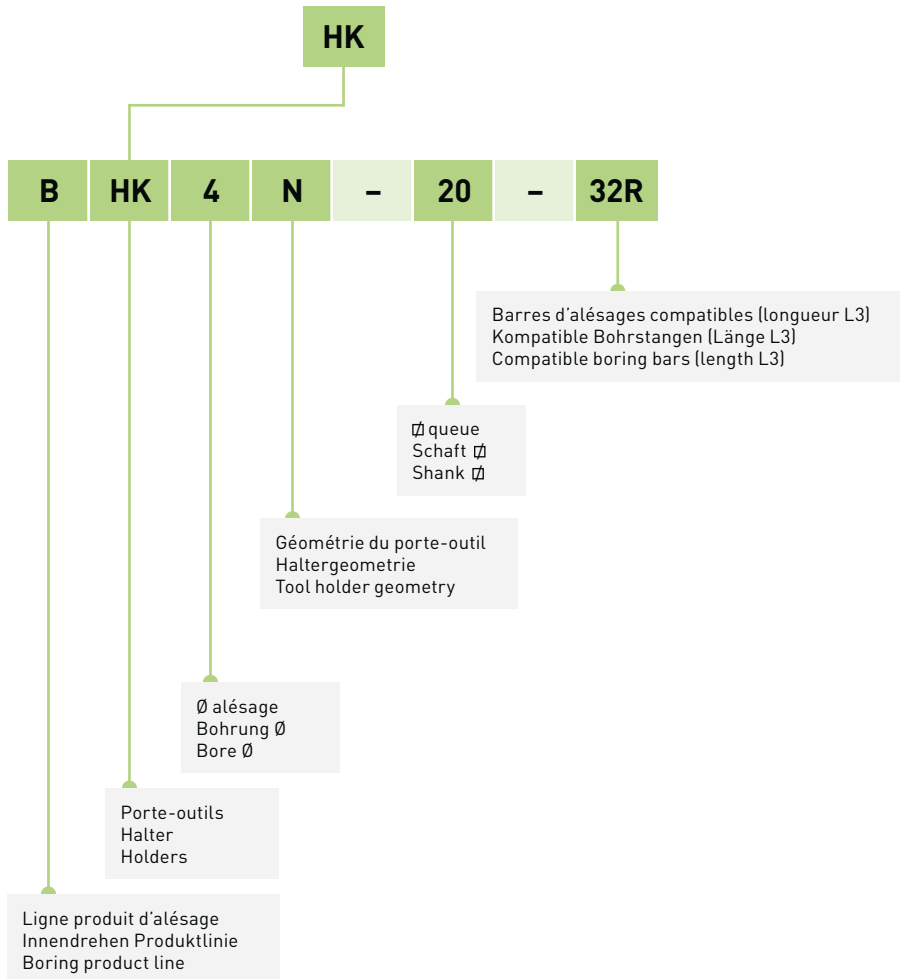 HK
B HK 4 N – 20 – 32R
Barres d'alésages compatibles (longueur L3)
Kompatible Bohrstangen (Länge L3)
Compatible boring bars (length L3)
⏍ queue
Schaft ⏍
Shank ⏍
Géométrie du porte-outil
Haltergeometrie
Tool holder geometry
Ø alésage
Bohrung Ø
Bore Ø
Porte-outils
Halter
Holders
Ligne produit d'alésage
Innendrehen Produktlinie
Boring product line